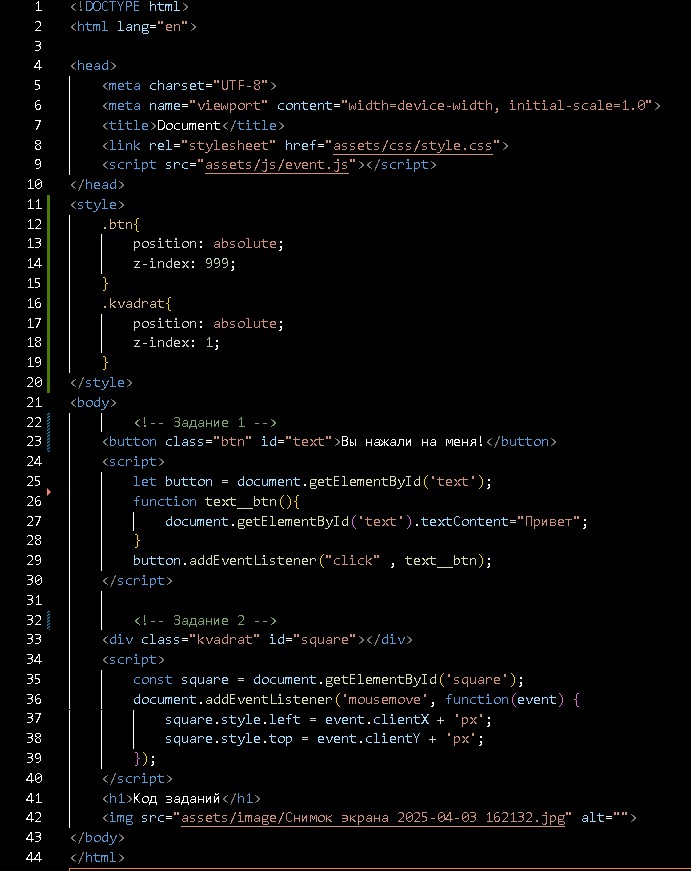 1 <!DOCTYPE html>
2 <html lang="en">
3
4 <head>
5 <meta charset="UTF-8">
6 <meta name="viewport" content="width=device-width, initial-scale=1.0">
7 <title>Document</title>
8 <link rel="stylesheet" href="assets/css/style.css">
9 <script src="assets/js/event.js"></script>
10 </head>
11 <style>
12 .btn{
13 position: absolute;
14 z-index: 999;
15 }
16 .kvadrat{
17 position: absolute;
18 z-index: 1;
19 }
20 </style>
21 <body>
22 <!-- Задание 1 -->
23 <button class="btn" id="text">Вы нажали на меня!</button>
24 <script>
25 let button = document.getElementById('text');
26 function text__btn(){
27 document.getElementById('text').textContent="Привет";
28 }
29 button.addEventListener("click" , text__btn);
30 </script>
31
32 <!-- Задание 2 -->
33 <div class="kvadrat" id="square"></div>
34 <script>
35 const square = document.getElementById('square');
36 document.addEventListener('mousemove', function(event) {
37 square.style.left = event.clientX + 'px';
38 square.style.top = event.clientY + 'px';
39 });
40 </script>
41 <h1>Код заданий</h1>
42 <img src="assets/image/Снимок экрана 2025-04-03 162132.jpg" alt="">
43 </body>
44 </html>